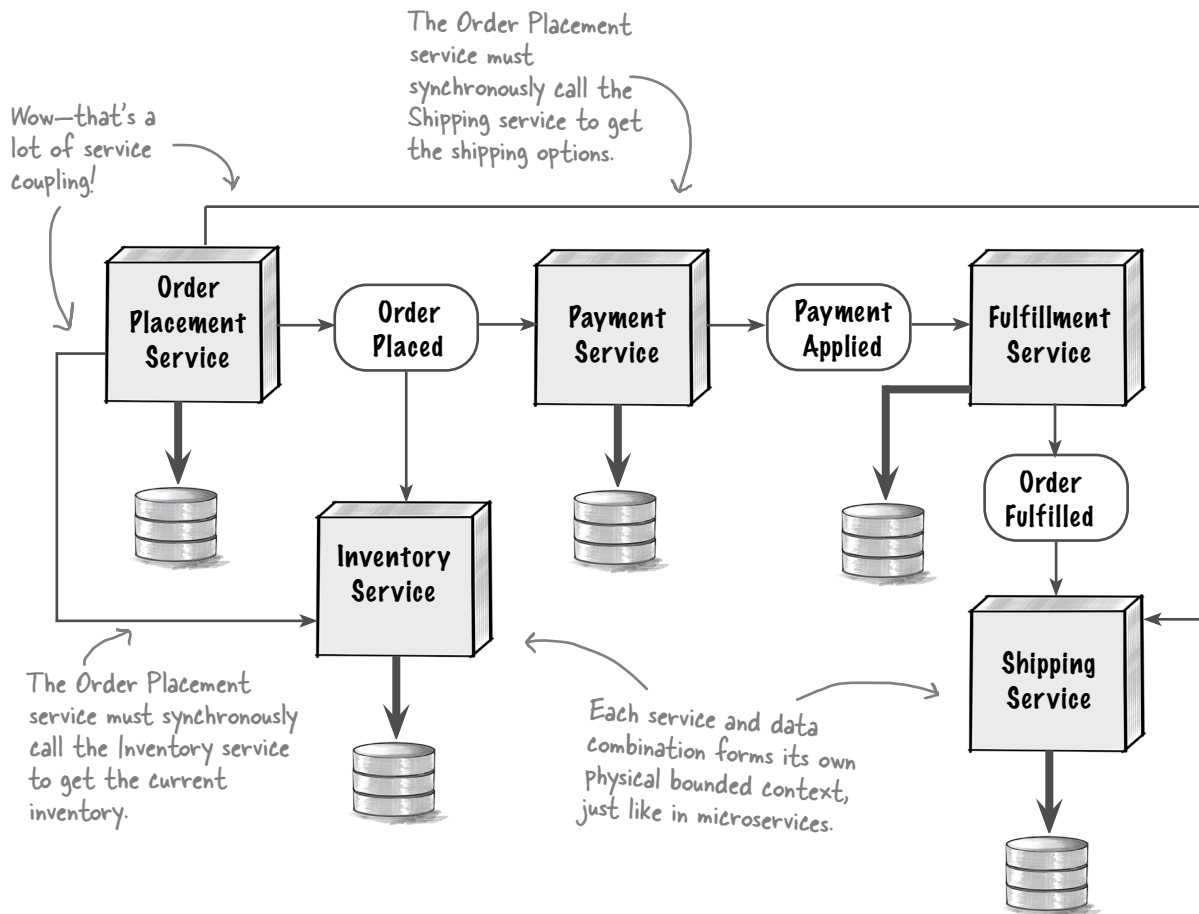 The Order Placement
service must
synchronously call the
Shipping service to get
the shipping options.
Wow—that's a
lot of service
coupling!
Order
Placement
Service
Order
Placed
Payment
Service
Payment
Applied
Fulfillment
Service
Order
Fulfilled
Inventory
Service
Shipping
Service
The Order Placement
service must synchronously
call the Inventory service
to get the current
inventory.
Each service and data
combination forms its own
physical bounded context,
just like in microservices.